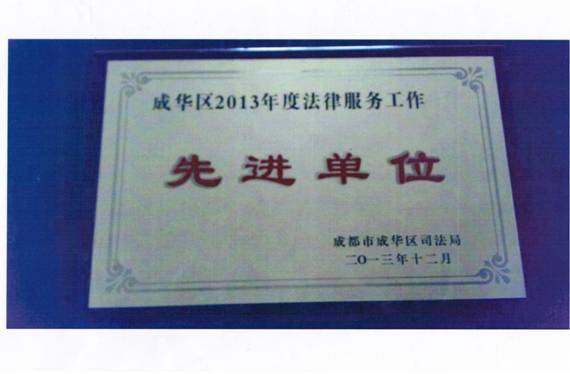 成华区2013年度法律服务工作
先进单位
成都市成华区司法局
二〇一三年十二月